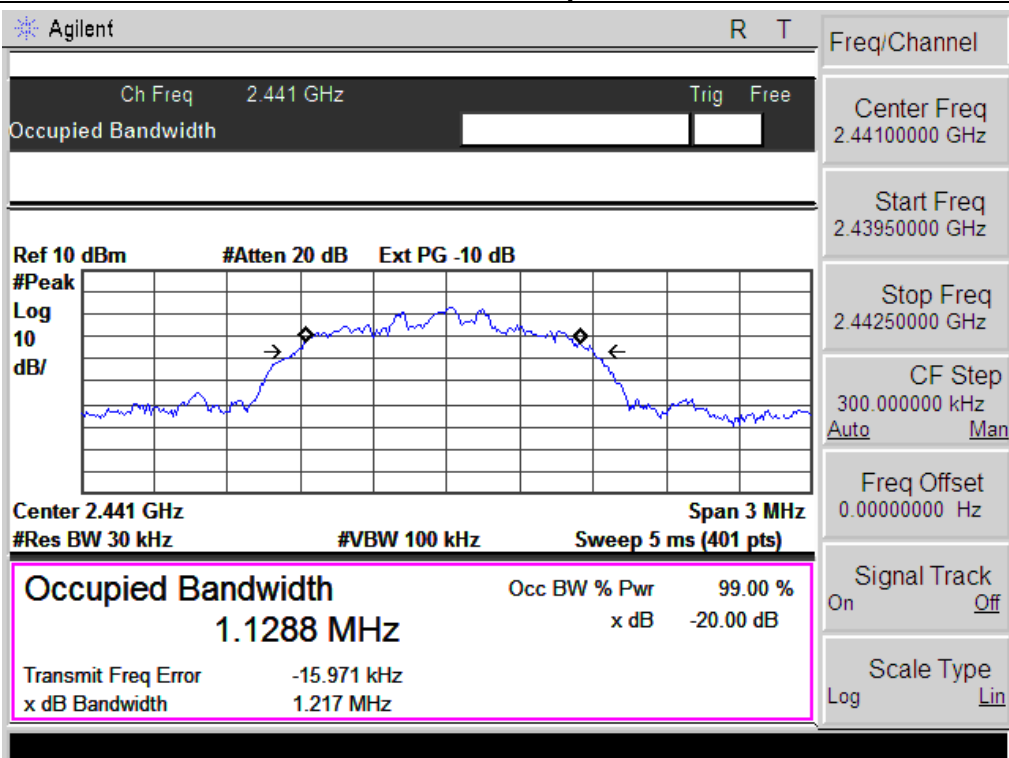 Agilent R T
Ch Freq 2.441 GHz Trig Free
Occupied Bandwidth
Ref 10 dBm #Atten 20 dB Ext PG -10 dB
#Peak
Log
10
dB/
Center 2.441 GHz Span 3 MHz
#Res BW 30 kHz #VBW 100 kHz Sweep 5 ms (401 pts)
Occupied Bandwidth Occ BW % Pwr 99.00 %
1.1288 MHz x dB -20.00 dB
Transmit Freq Error -15.971 kHz
x dB Bandwidth 1.217 MHz
Freq/Channel
Center Freq
2.44100000 GHz
Start Freq
2.43950000 GHz
Stop Freq
2.44250000 GHz
CF Step
300.000000 kHz
Auto Man
Freq Offset
0.00000000 Hz
Signal Track
On Off
Scale Type
Log Lin